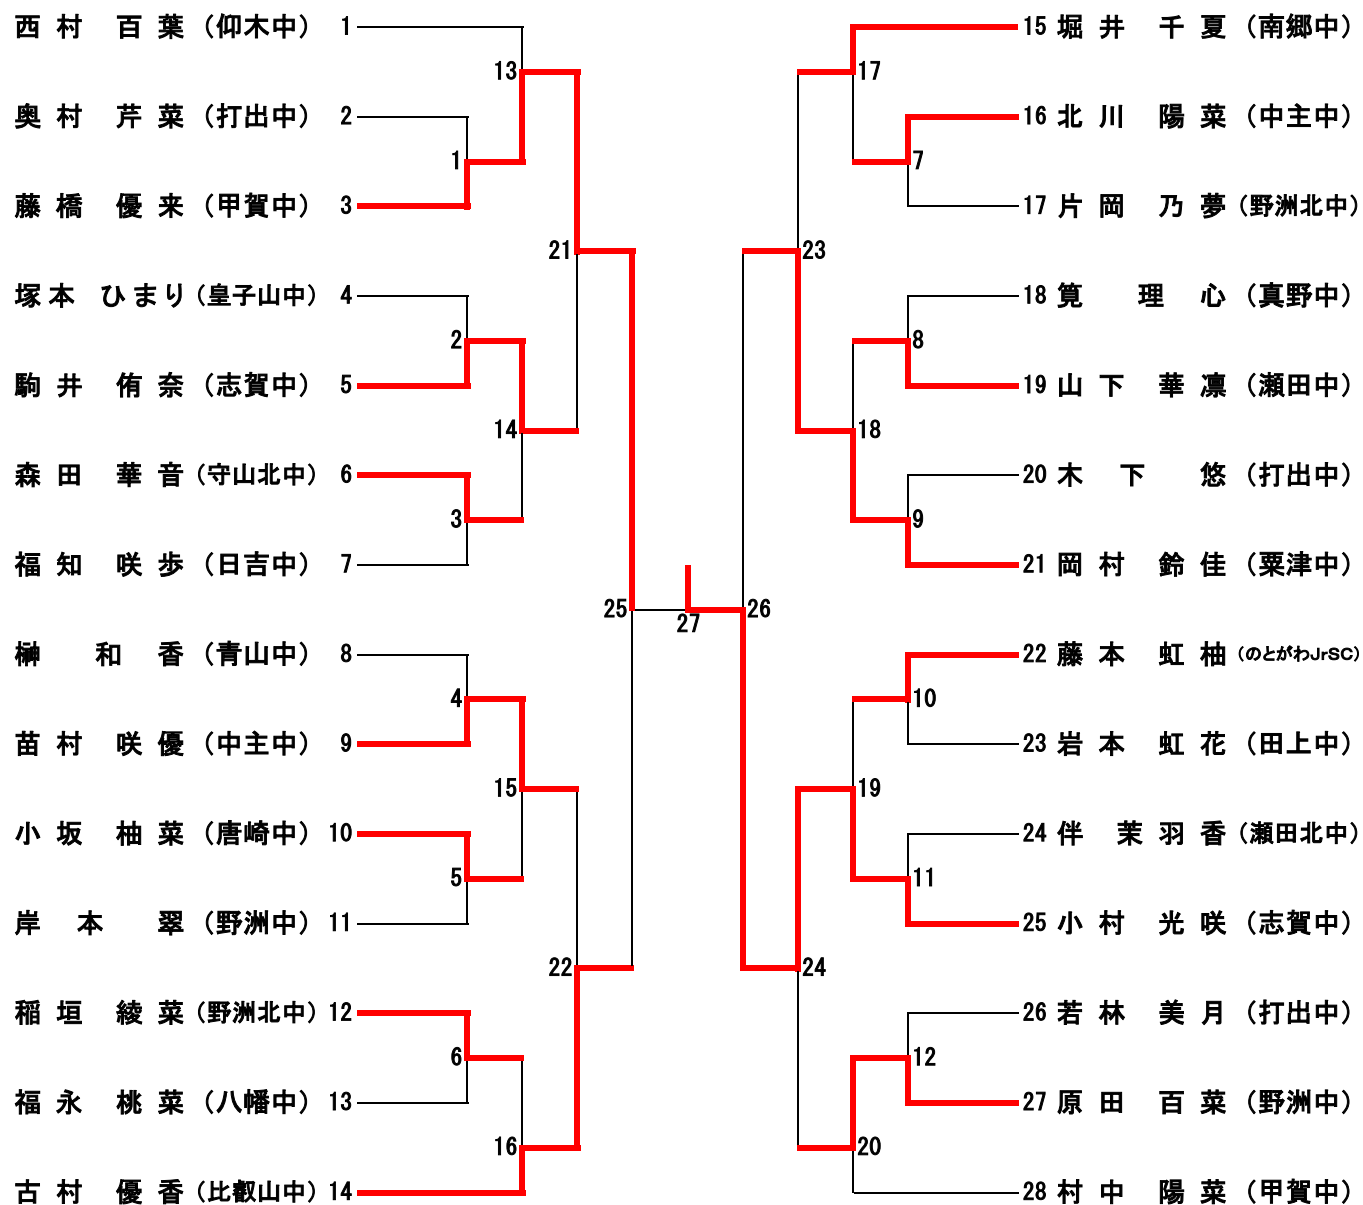 西村 百葉 (仰木中) 1
13
奥村 芹菜 (打出中) 2
1
藤橋 優来 (甲賀中) 3
21
塚本 ひまり (皇子山中) 4
2
駒井 侑奈 (志賀中) 5
14
森田 華音 (守山北中) 6
3
福知 咲歩 (日吉中) 7
25
榊 和香 (青山中) 8
4
苗村 咲優 (中主中) 9
15
小坂 柚菜 (唐崎中) 10
5
岸本 翠 (野洲中) 11
22
稲垣 綾菜 (野洲北中) 12
6
福永 桃菜 (八幡中) 13
16
古村 優香 (比叡山中) 14
27
15 堀井 千夏 (南郷中)
17
16 北川 陽菜 (中主中)
7
17 片岡 乃夢 (野洲北中)
23
18 筧 理心 (真野中)
8
19 山下 華凛 (瀬田中)
18
20 木下 悠 (打出中)
9
21 岡村 鈴佳 (粟津中)
26
22 藤本 虹柚 (のとがわJrSC)
10
23 岩本 虹花 (田上中)
19
24 伴 茉羽香 (瀬田北中)
11
25 小村 光咲 (志賀中)
24
26 若林 美月 (打出中)
12
27 原田 百菜 (野洲中)
20
28 村中 陽菜 (甲賀中)